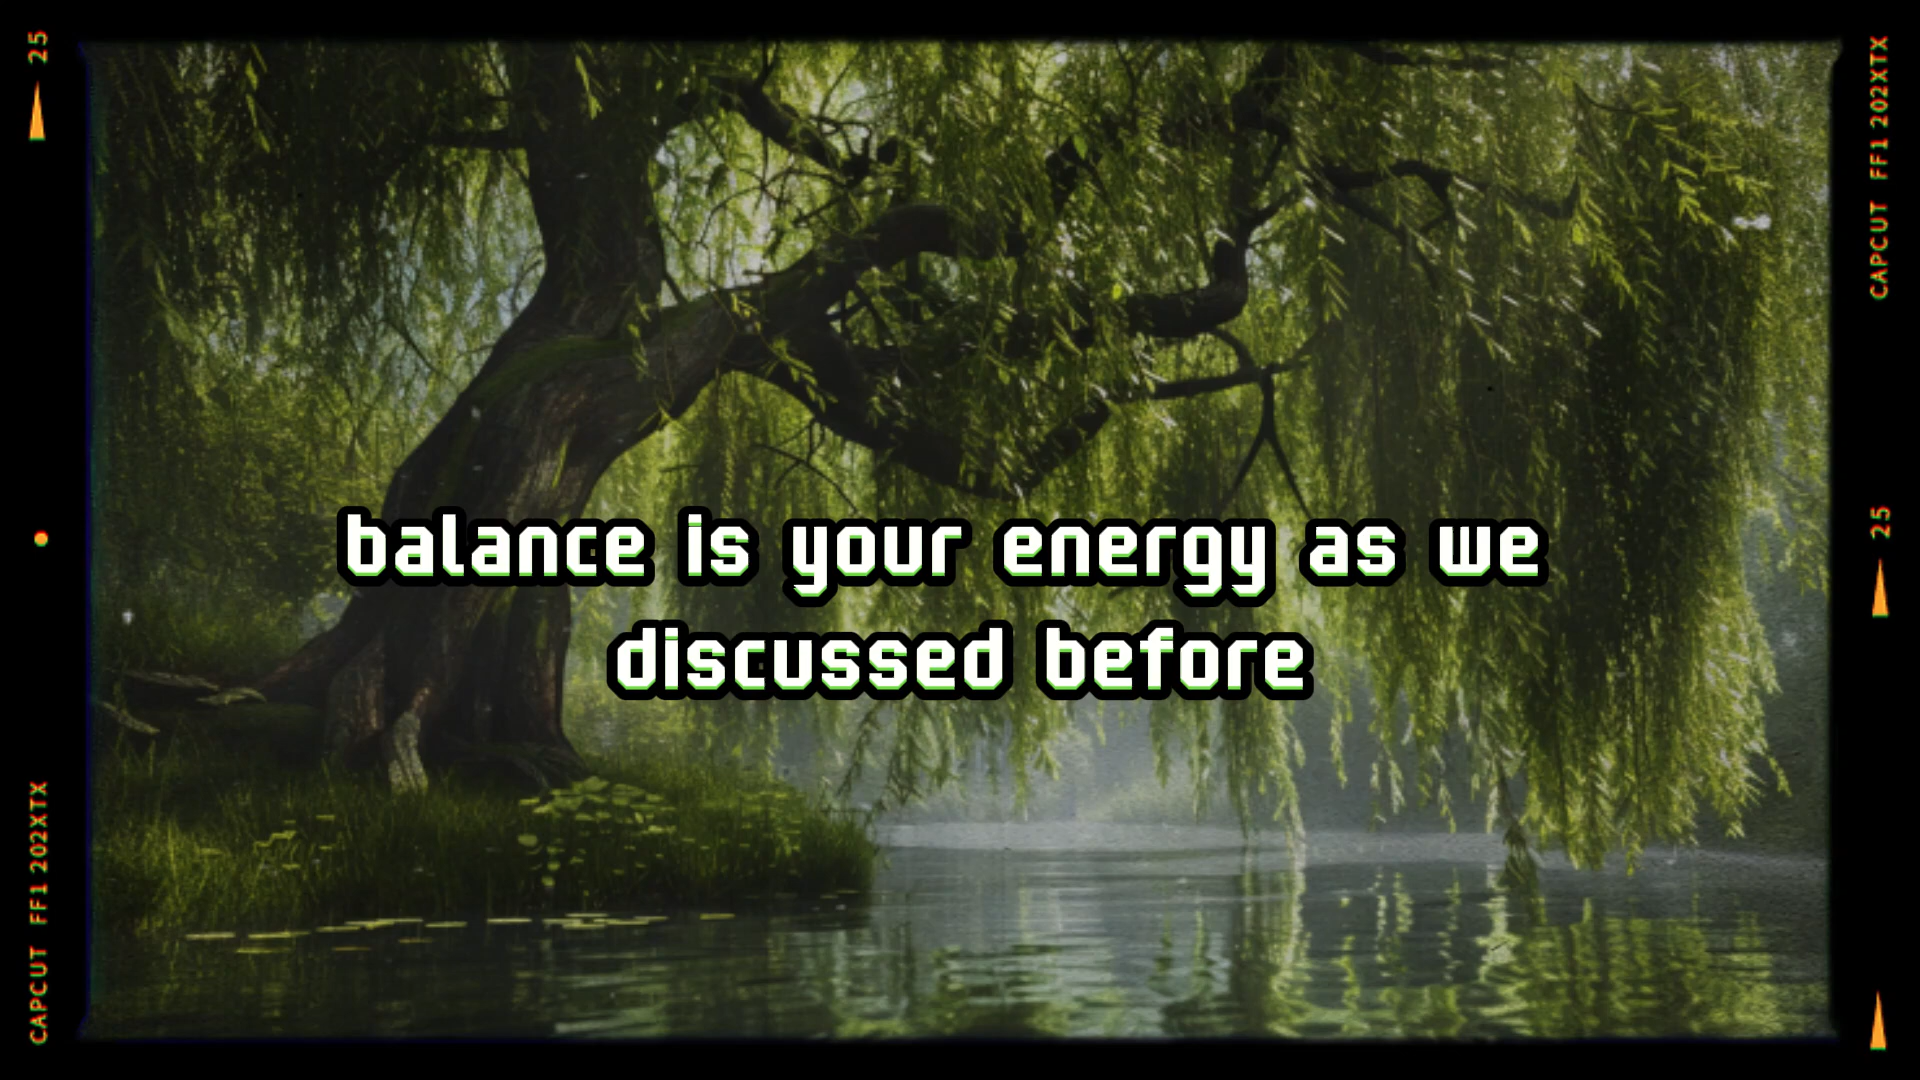 25
CAPCUT FF1 202XTX
balance is your energy as we
discussed before
CAPCUT FF1 202XTX
25